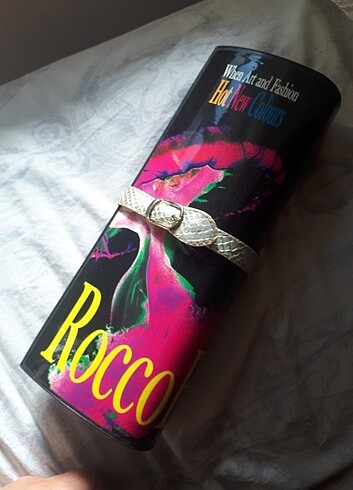 When Art and Fashion
Hot New Colours
ROCCO